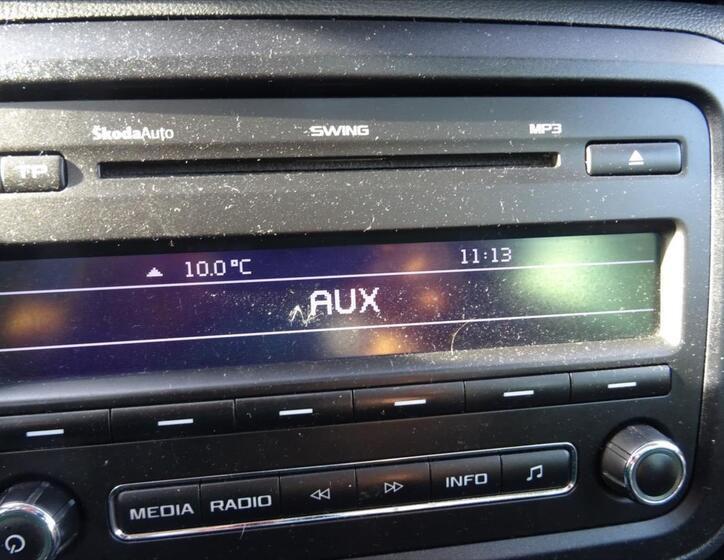 ŠkodaAuto SWING MP3
TP
10.0°C 11:13
AUX
MEDIA RADIO INFO